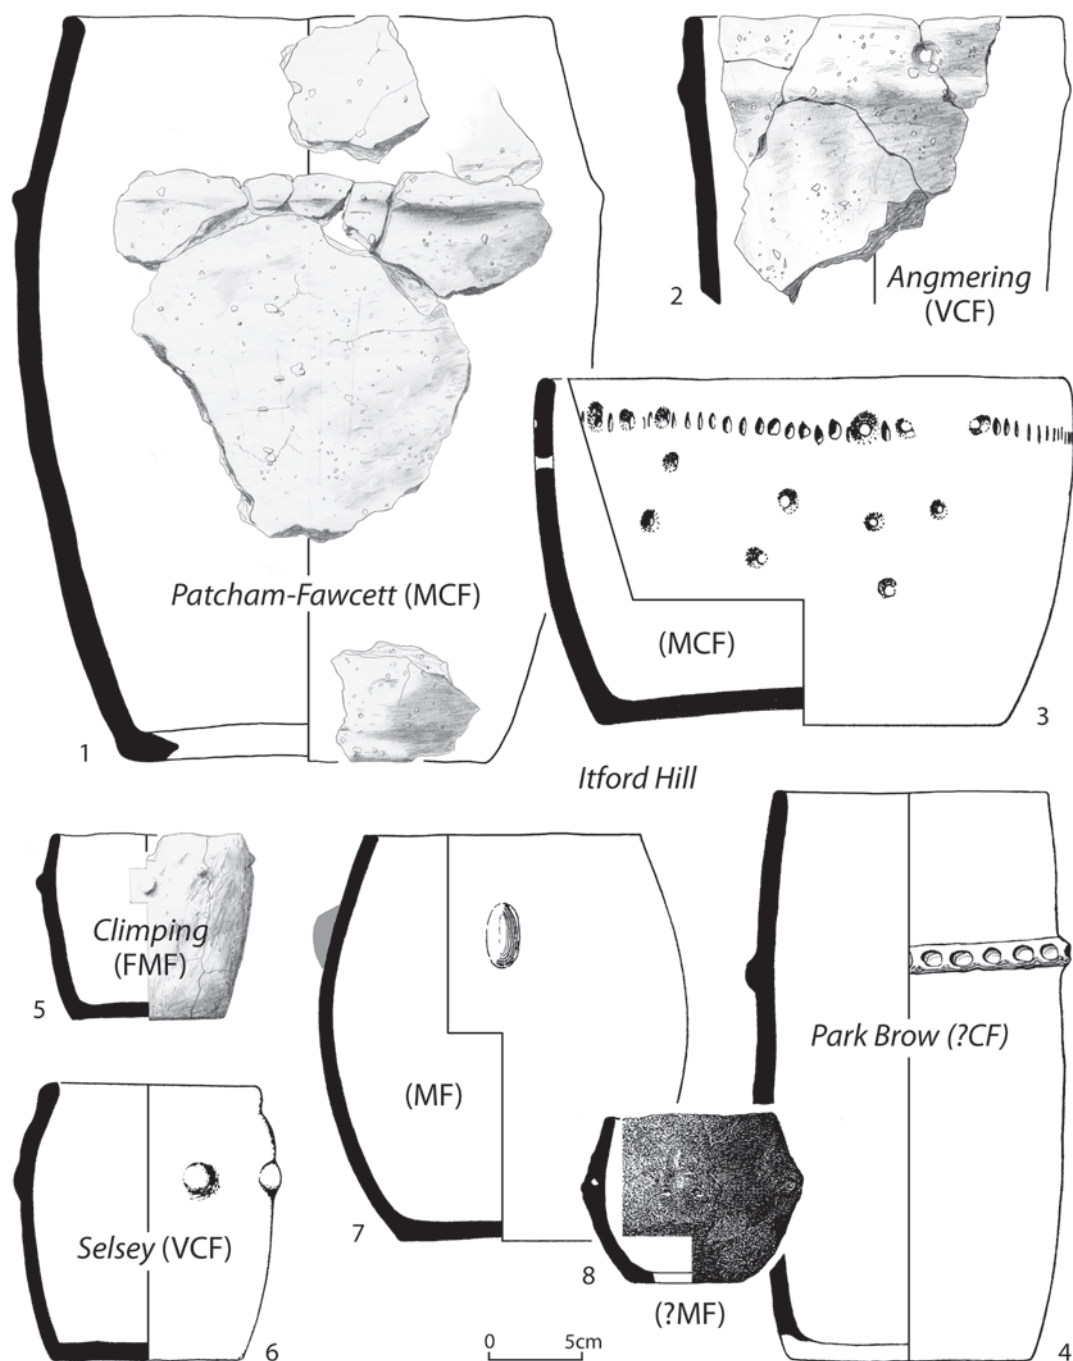 2
Angmering
(VCF)
Patcham-Fawcett (MCF)
1
(MCF)
3
Itford Hill
Climping
(FMF)
5
(MF)
7
Park Brow (?CF)
Selsey (VCF)
6
8
(?MF)
0 5cm
4